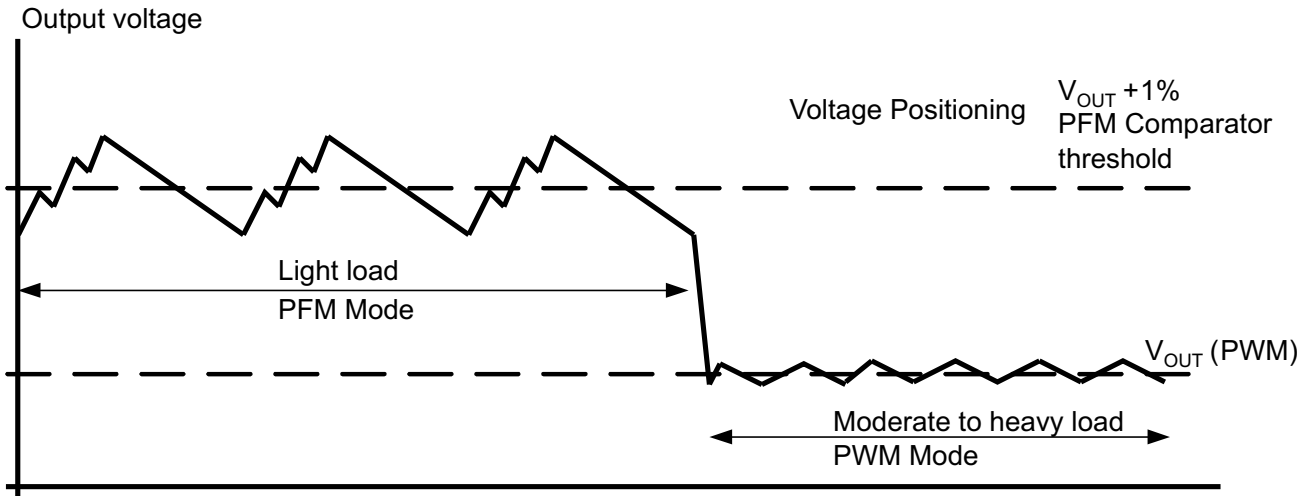 Output voltage
Voltage Positioning
V_OUT +1%
PFM Comparator
threshold
Light load
PFM Mode
V_OUT (PWM)
Moderate to heavy load
PWM Mode